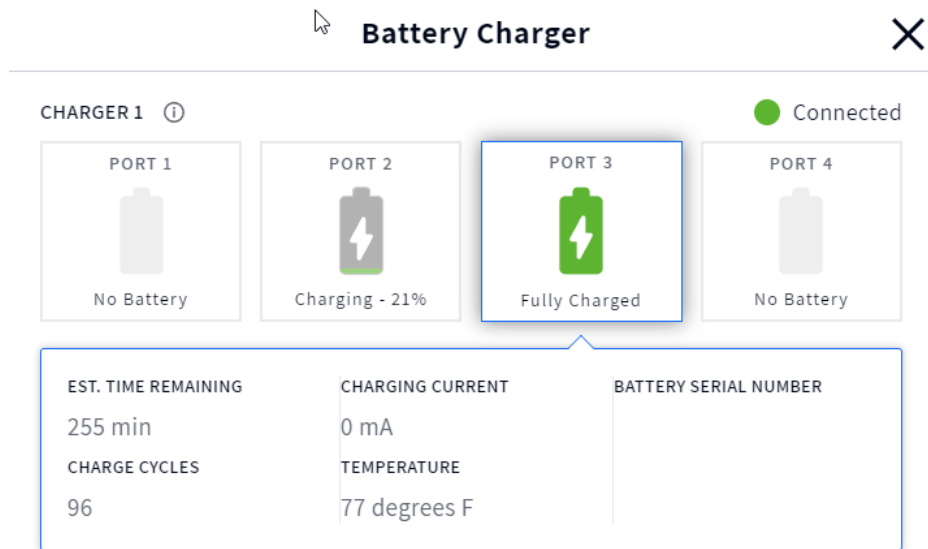 Battery Charger
CHARGER 1
Connected
PORT 1
PORT 2
PORT 3
PORT 4
No Battery
Charging - 21%
Fully Charged
No Battery
EST. TIME REMAINING
CHARGING CURRENT
BATTERY SERIAL NUMBER
255 min
0 mA
CHARGE CYCLES
TEMPERATURE
96
77 degrees F